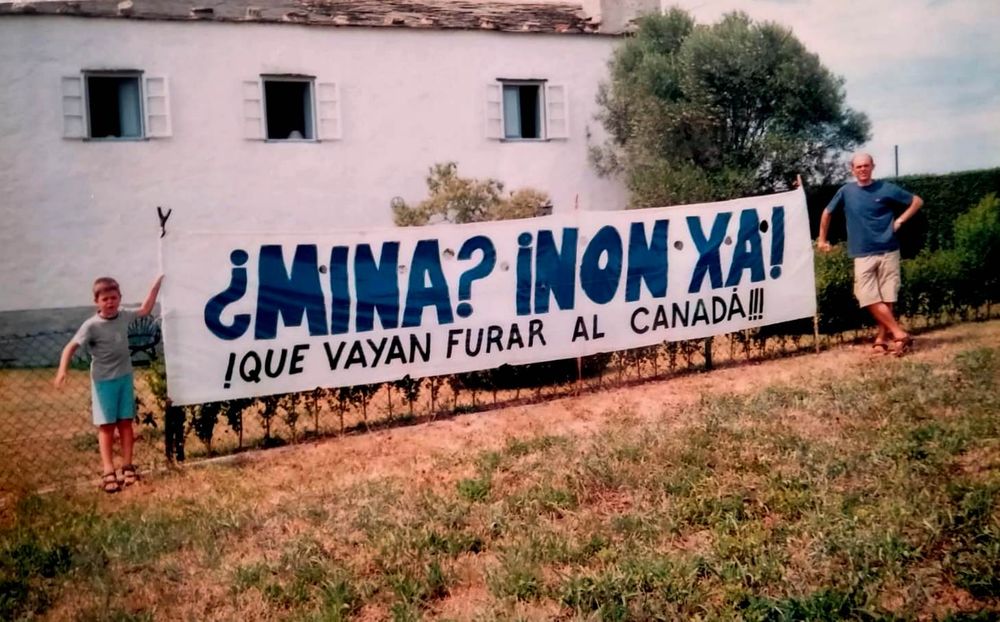 ¿MINA? ¡NON XA!
¡QUE VAYAN FURAR AL CANADÁ!!!